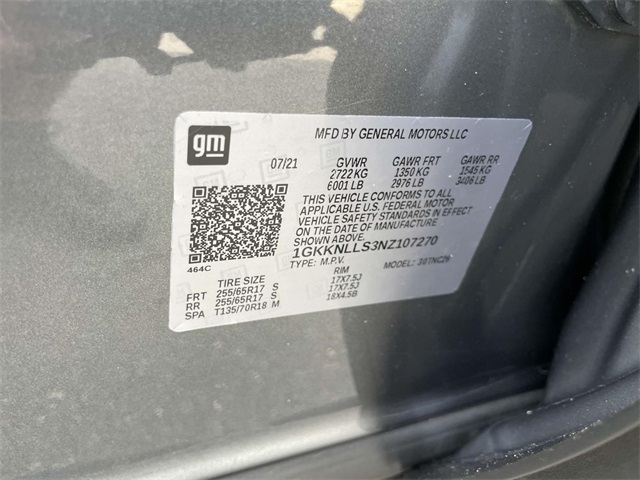 gm
MFD BY GENERAL MOTORS LLC
07/21 GVWR GAWR FRT GAWR RR
2722 KG 1350 KG 1545 KG
6001 LB 2976 LB 3406 LB
THIS VEHICLE CONFORMS TO ALL
APPLICABLE U.S. FEDERAL MOTOR
VEHICLE SAFETY STANDARDS IN EFFECT
ON THE DATE OF MANUFACTURE
SHOWN ABOVE.
1GKKNLLS3NZ107270
464C
TYPE: M.P.V. MODEL:
TIRE SIZE RIM
FRT 255/65R17 S 17X7.5J
RR 255/65R17 S 17X7.5J
SPA T135/70R18 M 18X4.5B